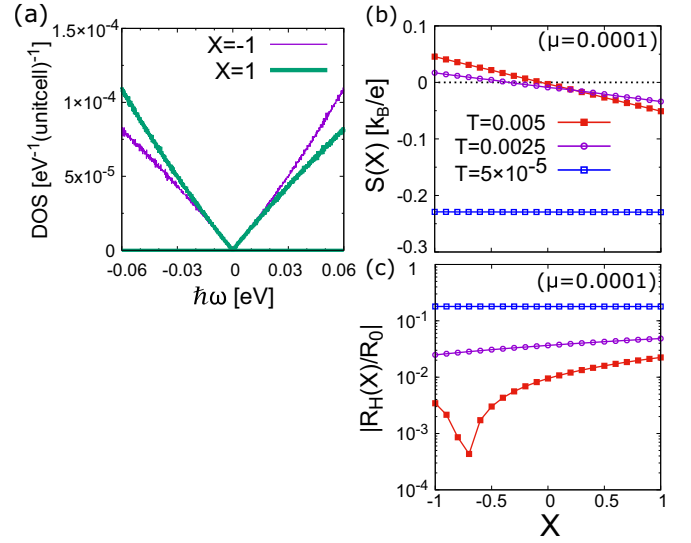 (a)
1.5×10⁻⁴
1×10⁻⁴
5×10⁻⁵
0
DOS [eV⁻¹(unitcell)⁻¹]
X=-1
X=1
-0.06
-0.03
0
0.03
0.06
ħω [eV]
(b)
(μ=0.0001)
0.1
0
-0.1
-0.2
-0.3
S(X) [k_B/e]
T=0.005
T=0.0025
T=5×10⁻⁵
(c)
(μ=0.0001)
1
10⁻¹
10⁻²
10⁻³
10⁻⁴
|R_H(X)/R₀|
-1
-0.5
0
0.5
1
X